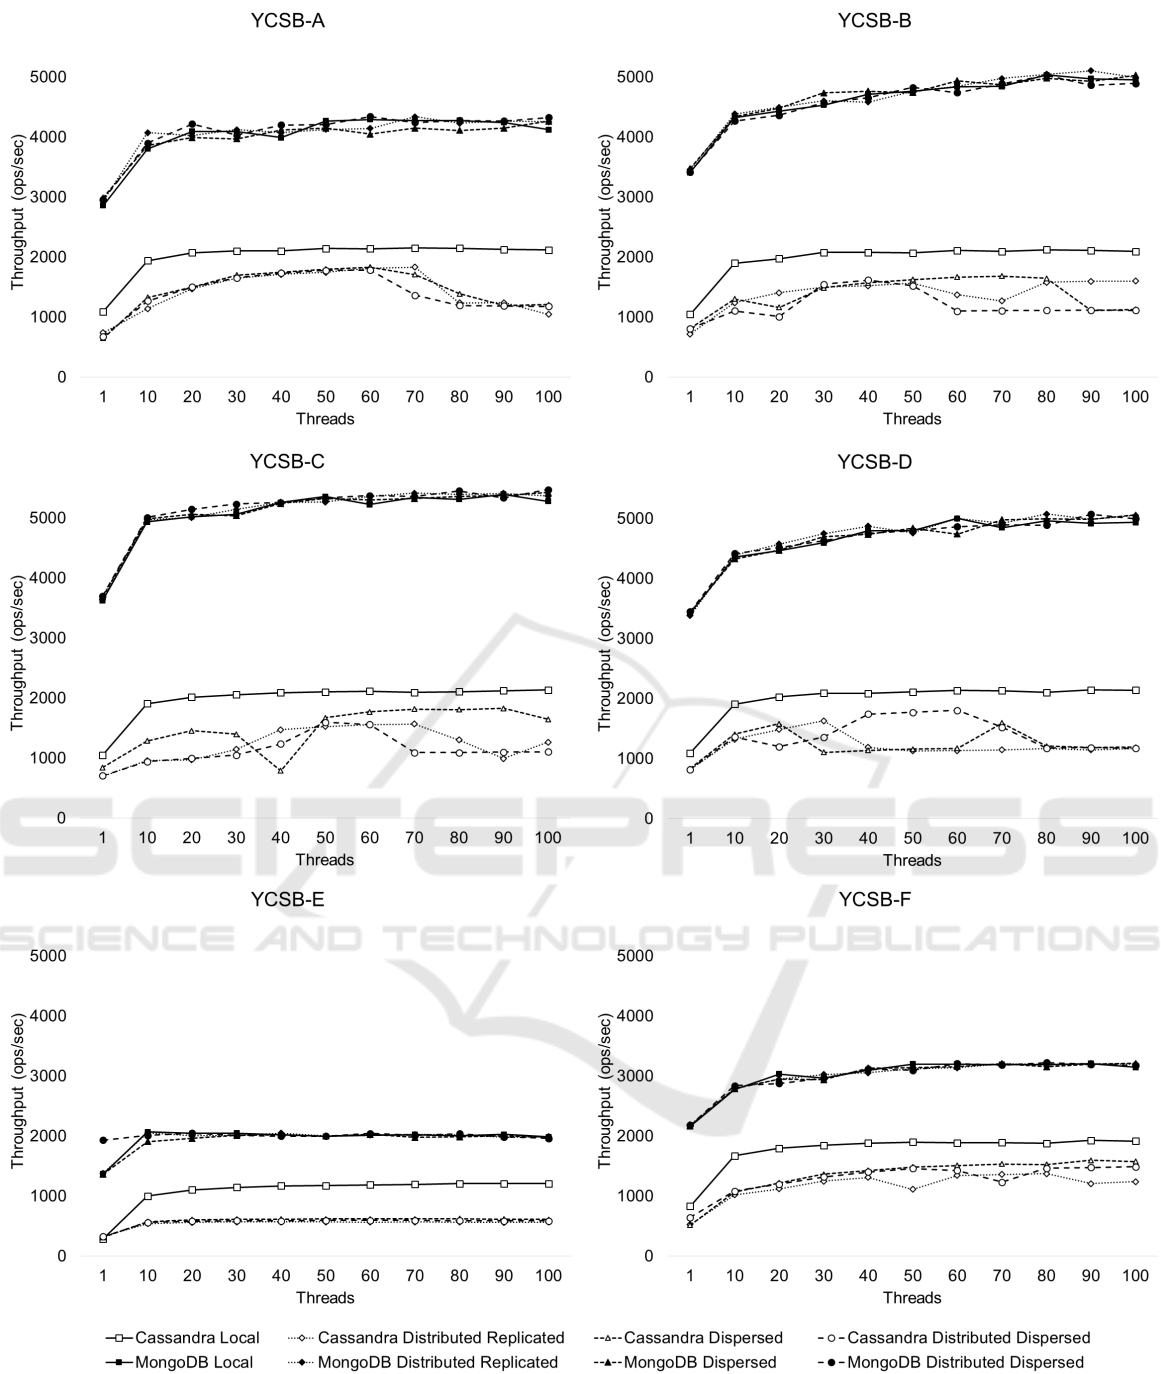 YCSB-A
5000
4000
3000
2000
1000
0
Throughput (ops/sec)
1 10 20 30 40 50 60 70 80 90 100
Threads
YCSB-B
5000
4000
3000
2000
1000
0
Throughput (ops/sec)
1 10 20 30 40 50 60 70 80 90 100
Threads
YCSB-C
5000
4000
3000
2000
1000
0
Throughput (ops/sec)
1 10 20 30 40 50 60 70 80 90 100
Threads
YCSB-D
5000
4000
3000
2000
1000
0
Throughput (ops/sec)
1 10 20 30 40 50 60 70 80 90 100
Threads
SCITEPRESS
SCIENCE AND TECHNOLOGY PUBLICATIONS
YCSB-E
5000
4000
3000
2000
1000
0
Throughput (ops/sec)
1 10 20 30 40 50 60 70 80 90 100
Threads
YCSB-F
5000
4000
3000
2000
1000
0
Throughput (ops/sec)
1 10 20 30 40 50 60 70 80 90 100
Threads
Cassandra Local Cassandra Distributed Replicated Cassandra Dispersed Cassandra Distributed Dispersed
MongoDB Local MongoDB Distributed Replicated MongoDB Dispersed MongoDB Distributed Dispersed